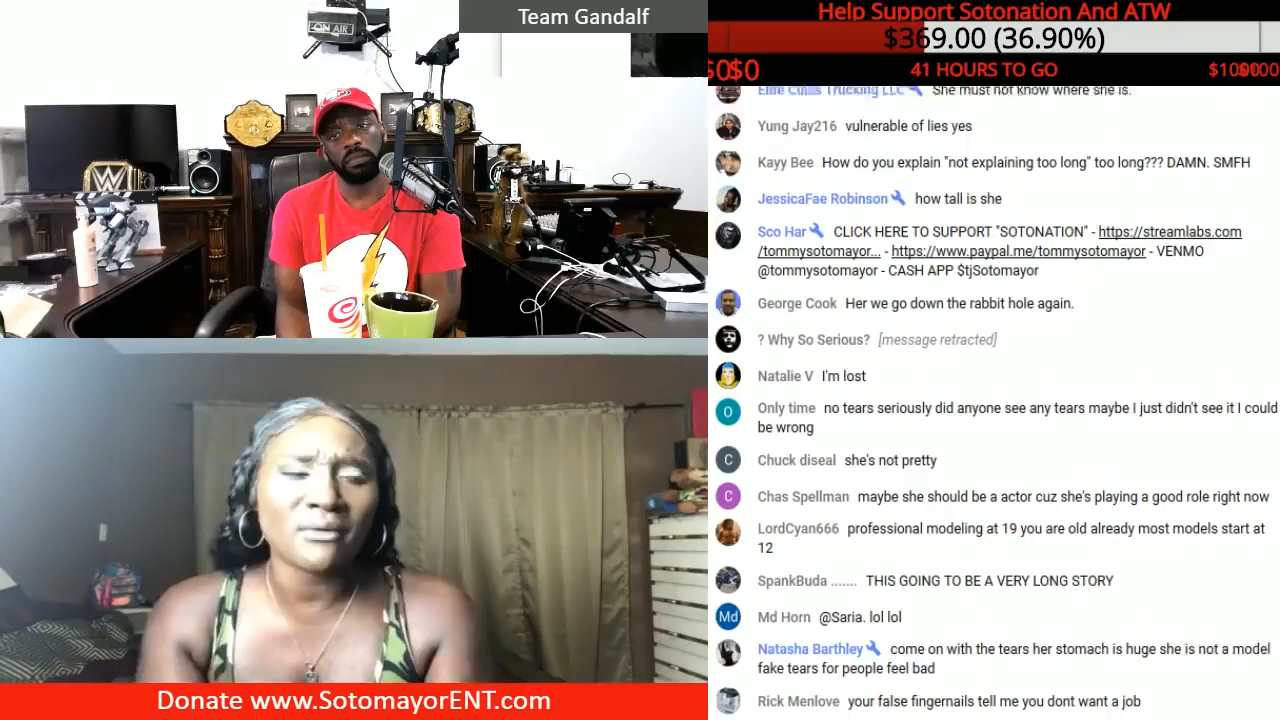 Team Gandalf
ON AIR
Help Support Sotonation And ATW
$369.00 (36.90%)
41 HOURS TO GO
Elite Colas Trucking LLC She must not know where she is.
Yung Jay216 vulnerable of lies yes
Kayy Bee How do you explain "not explaining too long" too long??? DAMN. SMFH
JessicaFae Robinson how tall is she
Sco Har CLICK HERE TO SUPPORT "SOTONATION" - https://streamlabs.com
/tommysotomayor... - https://www.paypal.me/tommysotomayor - VENMO
@tommysotomayor - CASH APP $tjSotomayor
George Cook Her we go down the rabbit hole again.
? Why So Serious? [message retracted]
Natalie V I'm lost
O Only time no tears seriously did anyone see any tears maybe I just didn't see it I could
be wrong
C Chuck diseal she's not pretty
C Chas Spellman maybe she should be a actor cuz she's playing a good role right now
LordCyan666 professional modeling at 19 you are old already most models start at
12
SpankBuda ....... THIS GOING TO BE A VERY LONG STORY
Md Md Horn @Saria. lol lol
Natasha Barthley come on with the tears her stomach is huge she is not a model
fake tears for people feel bad
Rick Menlove your false fingernails tell me you dont want a job
Donate www.SotomayorENT.com